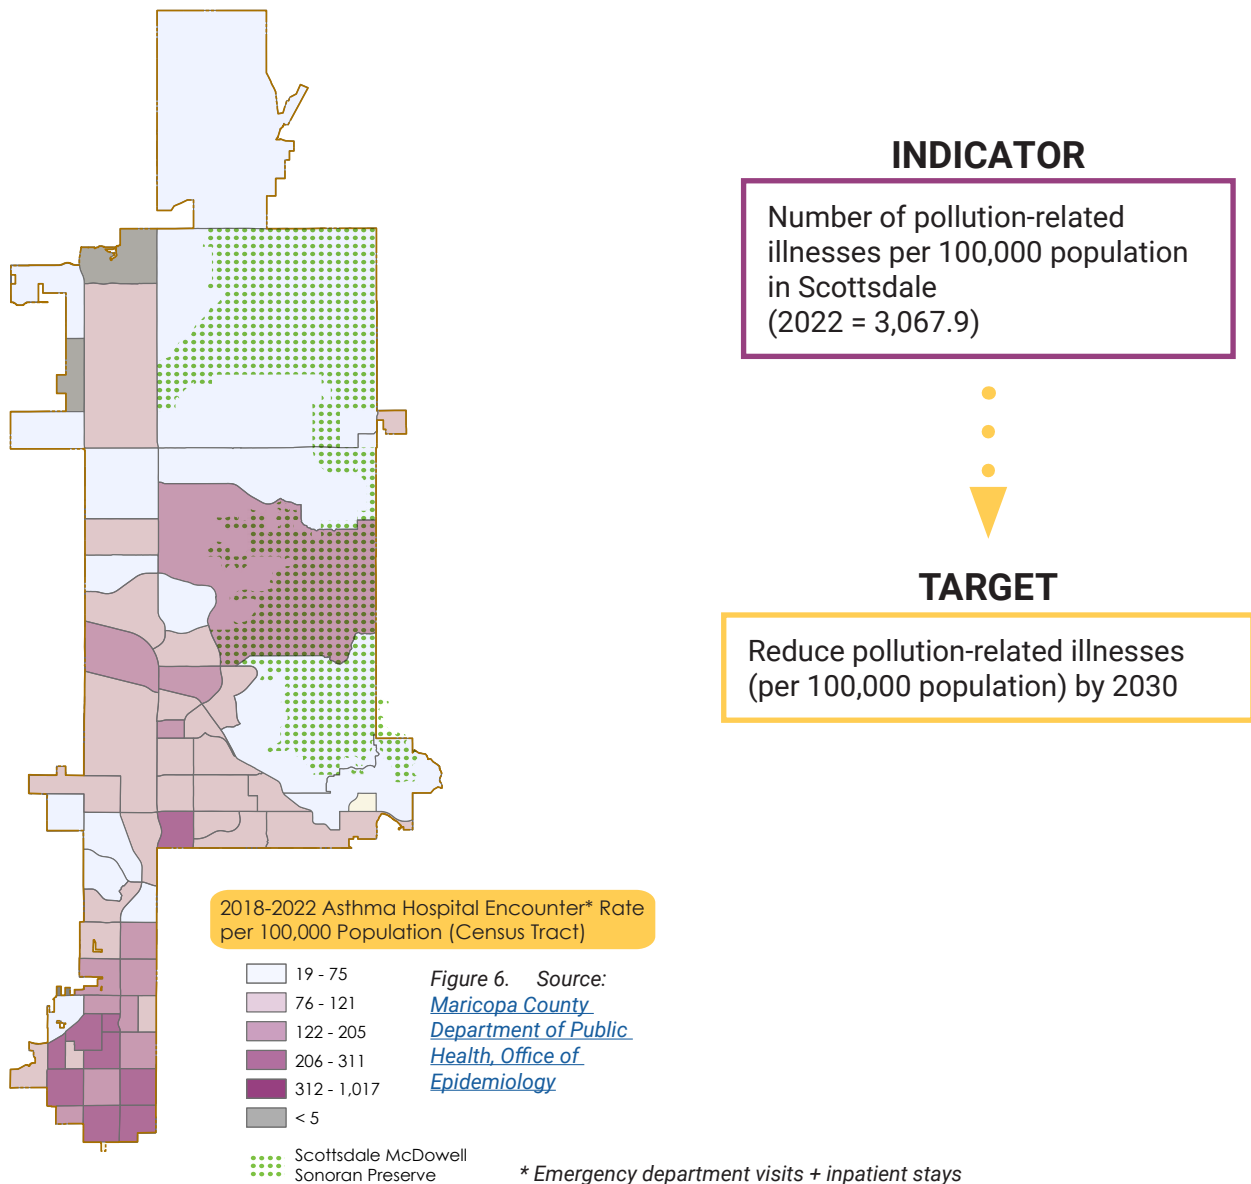 INDICATOR
Number of pollution-related
illnesses per 100,000 population
in Scottsdale
(2022 = 3,067.9)
TARGET
Reduce pollution-related illnesses
(per 100,000 population) by 2030
2018-2022 Asthma Hospital Encounter* Rate
per 100,000 Population (Census Tract)
19 - 75
76 - 121
122 - 205
206 - 311
312 - 1,017
< 5
Scottsdale McDowell
Sonoran Preserve
Figure 6. Source:
Maricopa County
Department of Public
Health, Office of
Epidemiology
* Emergency department visits + inpatient stays